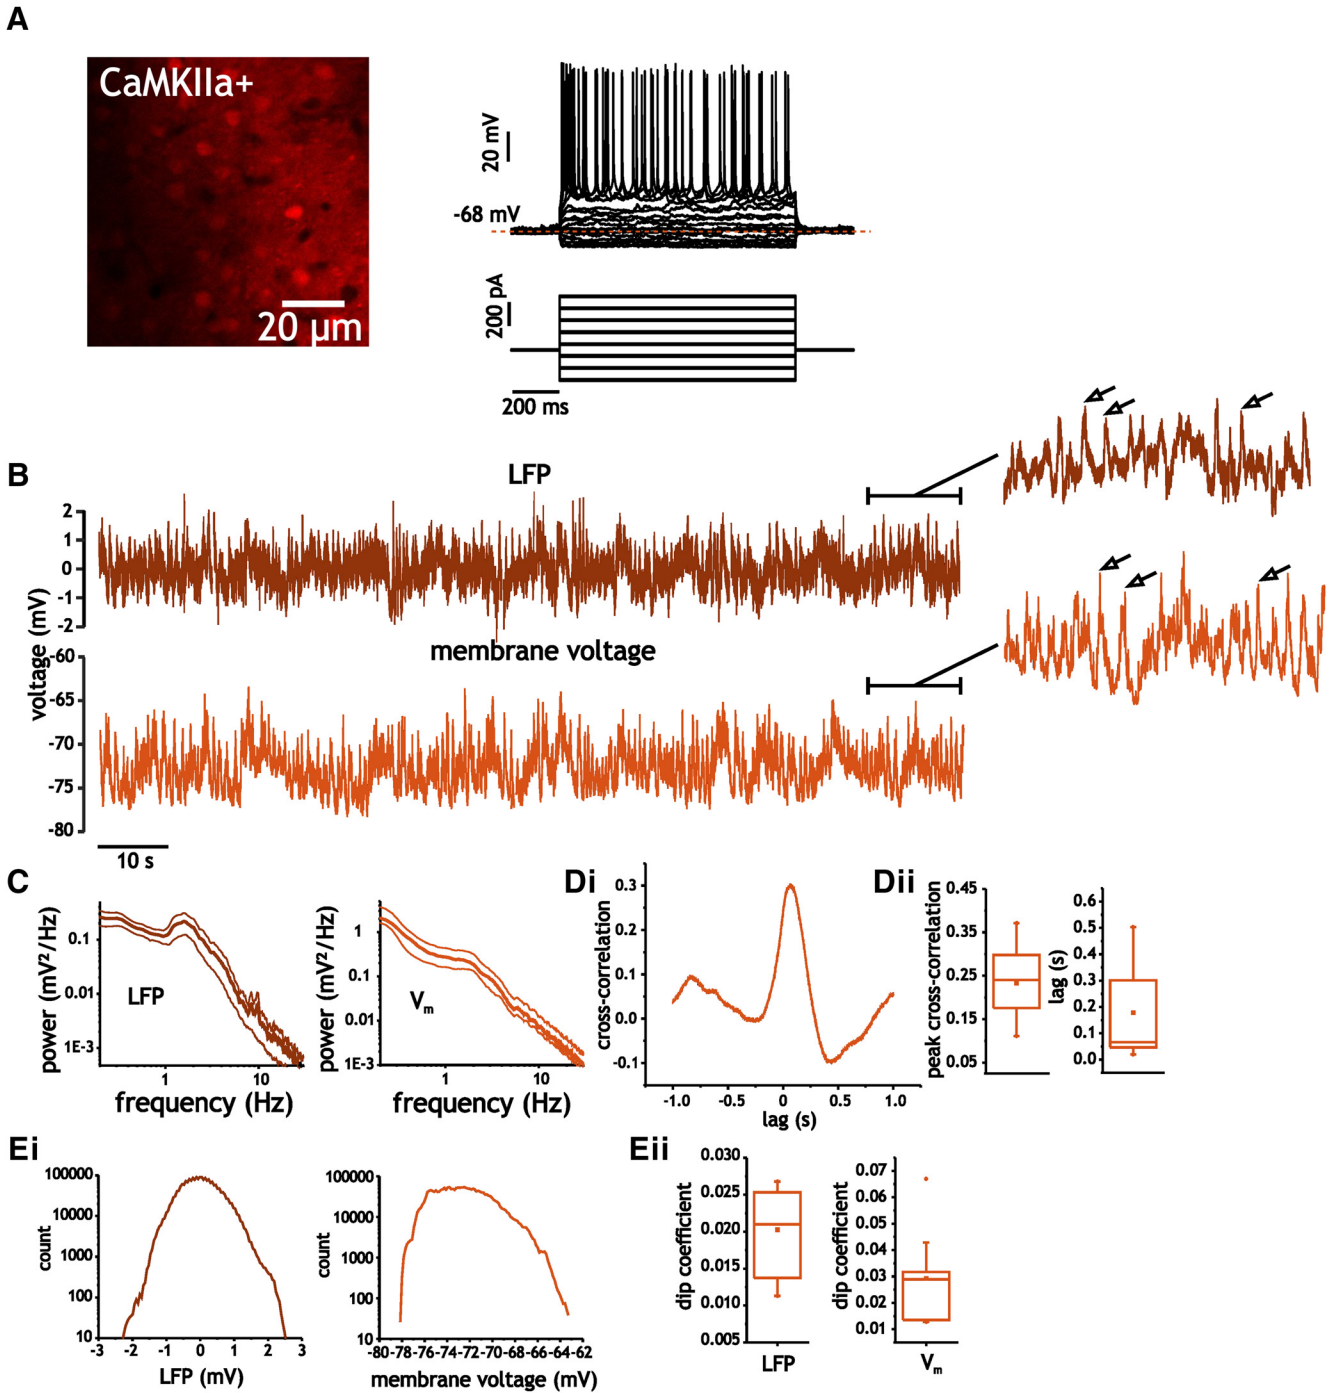 A
CaMKIIa+
20 µm
20 mV
-68 mV
200 pA
200 ms
B
LFP
voltage (mV)
2
1
0
-1
-2
membrane voltage
-60
-65
-70
-75
-80
10 s
C
power (mV²/Hz)
0.1
0.01
1E-3
LFP
1 10
frequency (Hz)
power (mV²/Hz)
1
0.1
0.01
1E-3
Vm
1 10
frequency (Hz)
Di
cross-correlation
0.3
0.2
0.1
0.0
-0.1
-1.0 -0.5 0 0.5 1.0
lag (s)
Dii
peak cross-correlation
0.45
0.35
0.25
0.15
0.05
lag (s)
0.6
0.5
0.4
0.3
0.2
0.1
0.0
Ei
count
100000
10000
1000
100
10
-3 -2 -1 0 1 2 3
LFP (mV)
count
100000
10000
1000
100
10
-80-78-76-74-72-70-68-66-64-62
membrane voltage (mV)
Eii
dip coefficient
0.030
0.025
0.020
0.015
0.010
0.005
LFP
dip coefficient
0.07
0.06
0.05
0.04
0.03
0.02
0.01
Vm